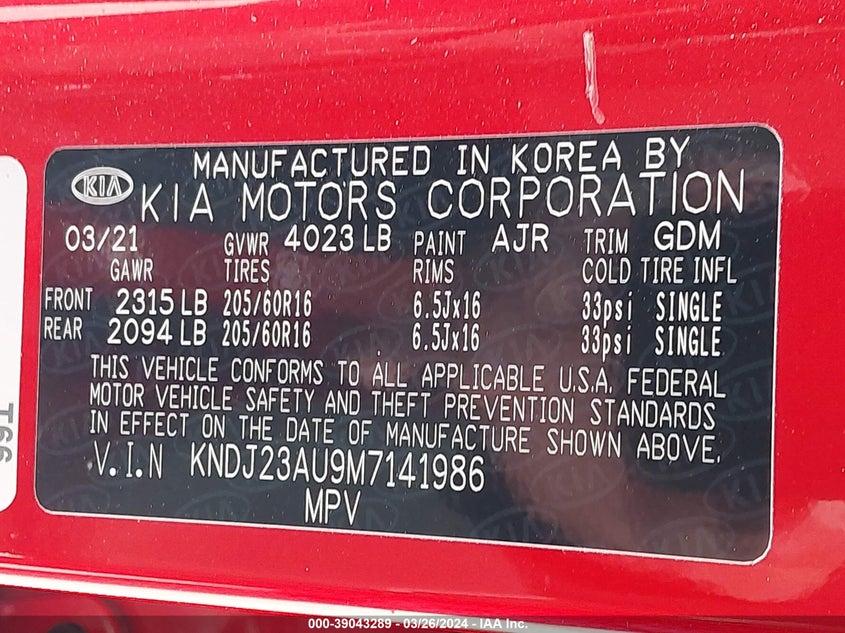 MANUFACTURED IN KOREA BY
KIA KIA MOTORS CORPORATION
03/21 GVWR 4023 LB PAINT AJR TRIM GDM
GAWR TIRES RIMS COLD TIRE INFL
FRONT 2315 LB 205/60R16 6.5Jx16 33psi SINGLE
REAR 2094 LB 205/60R16 6.5Jx16 33psi SINGLE
THIS VEHICLE CONFORMS TO ALL APPLICABLE U.S.A. FEDERAL
MOTOR VEHICLE SAFETY AND THEFT PREVENTION STANDARDS
IN EFFECT ON THE DATE OF MANUFACTURE SHOWN ABOVE.
V.I.N KNDJ23AU9M7141986
MPV
T66
000-39043289 - 03/26/2024 - IAA Inc.